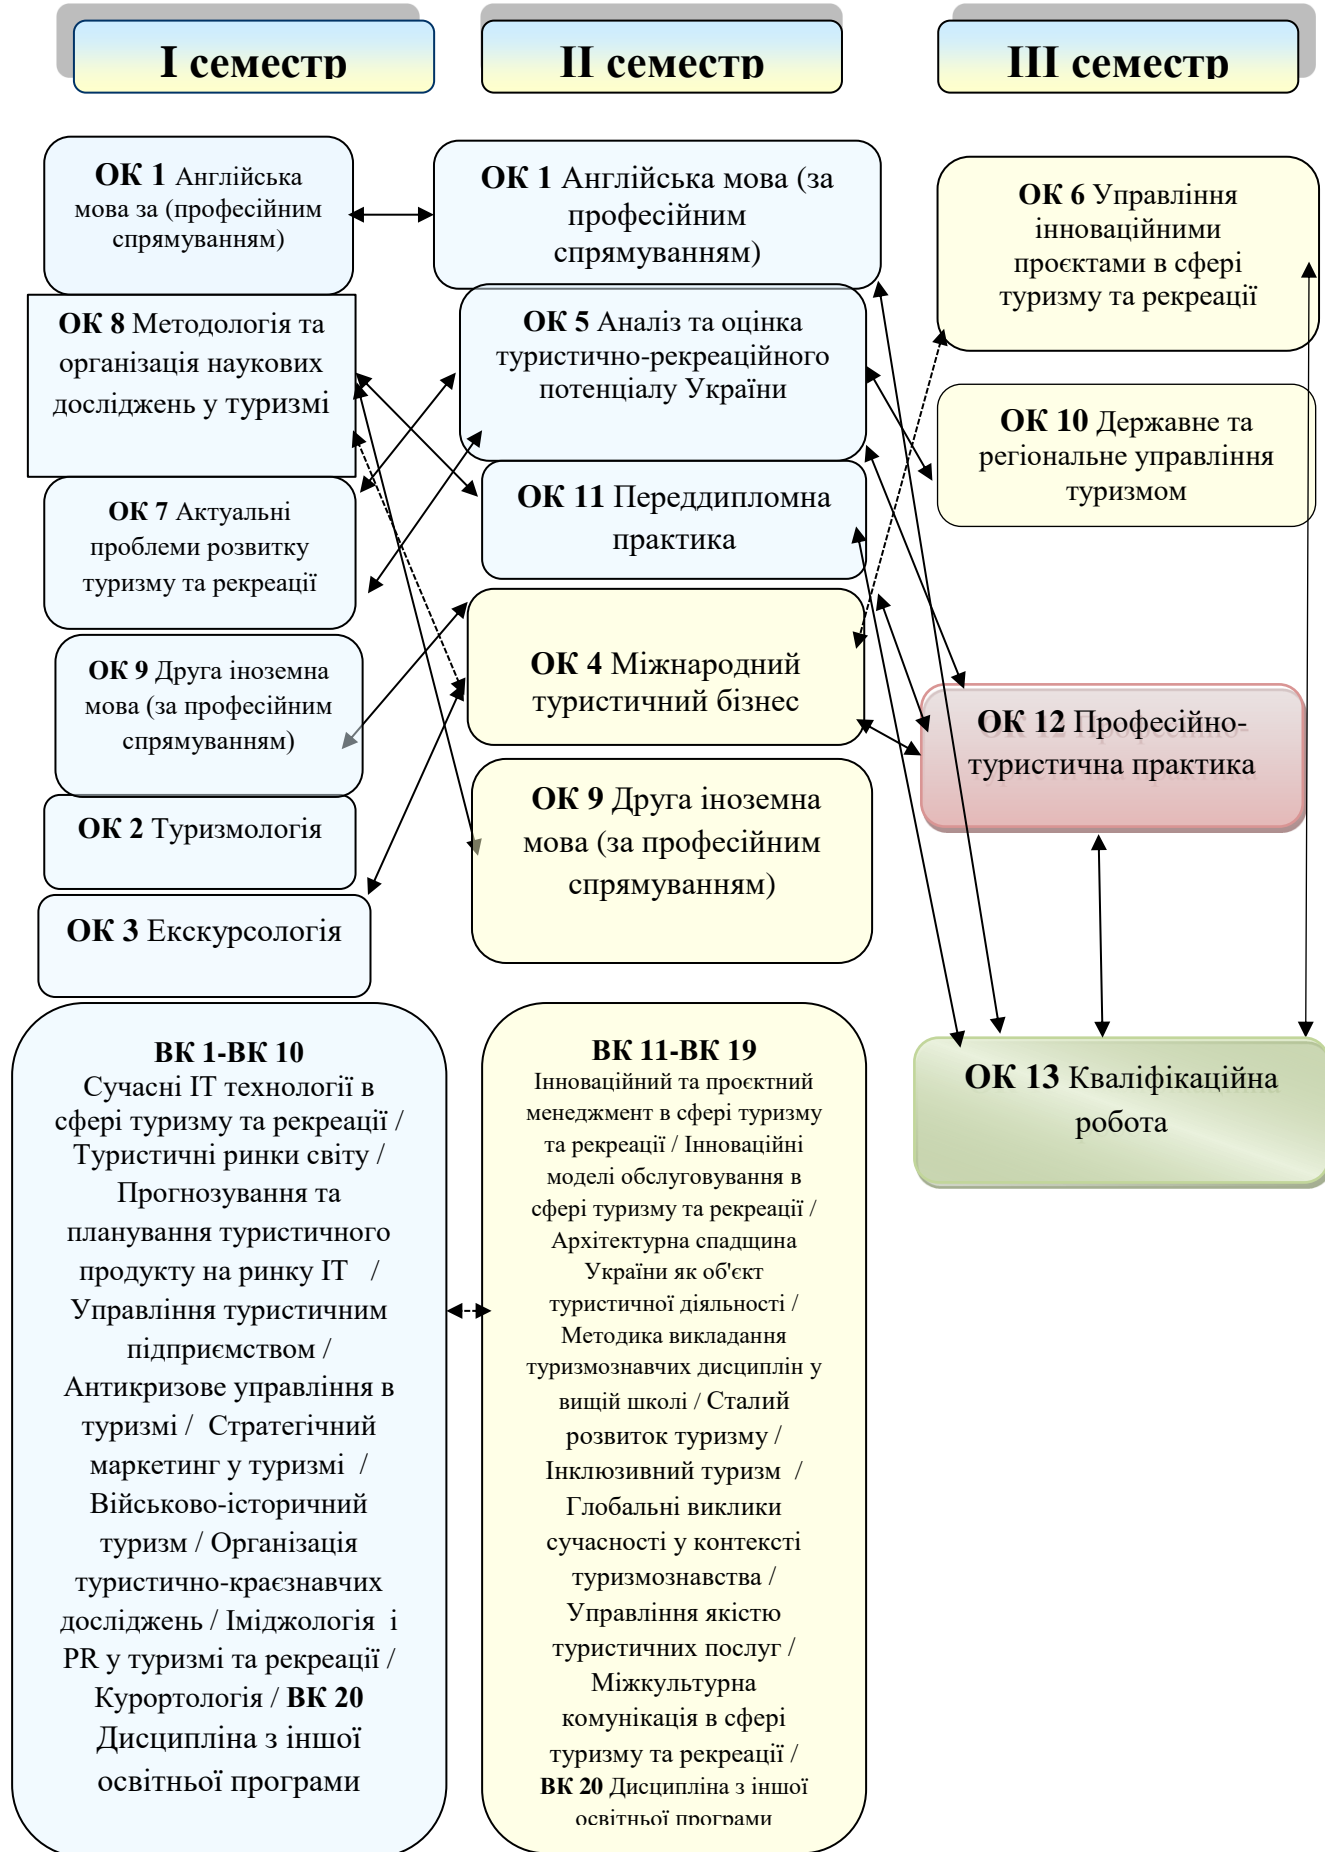 І семестр
ІІ семестр
ІІІ семестр
ОК 1 Англійська
мова за (професійним
спрямуванням)
ОК 8 Методологія та
організація наукових
досліджень у туризмі
ОК 7 Актуальні
проблеми розвитку
туризму та рекреації
ОК 9 Друга іноземна
мова (за професійним
спрямуванням)
ОК 2 Туризмологія
ОК 3 Екскурсологія
ВК 1-ВК 10
Сучасні ІТ технології в
сфері туризму та рекреації /
Туристичні ринки світу /
Прогнозування та
планування туристичного
продукту на ринку ІТ /
Управління туристичним
підприємством /
Антикризове управління в
туризмі / Стратегічний
маркетинг у туризмі /
Військово-історичний
туризм / Організація
туристично-краєзнавчих
досліджень / Іміджологія і
PR у туризмі та рекреації /
Курортологія / ВК 20
Дисципліна з іншої
освітньої програми
ОК 1 Англійська мова (за
професійним
спрямуванням)
ОК 5 Аналіз та оцінка
туристично-рекреаційного
потенціалу України
ОК 11 Переддипломна
практика
ОК 4 Міжнародний
туристичний бізнес
ОК 9 Друга іноземна
мова (за професійним
спрямуванням)
ВК 11-ВК 19
Інноваційний та проєктний
менеджмент в сфері туризму
та рекреації / Інноваційні
моделі обслуговування в
сфері туризму та рекреації /
Архітектурна спадщина
України як об'єкт
туристичної діяльності /
Методика викладання
туризмознавчих дисциплін у
вищій школі / Сталий
розвиток туризму /
Інклюзивний туризм /
Глобальні виклики
сучасності у контексті
туризмознавства /
Управління якістю
туристичних послуг /
Міжкультурна
комунікація в сфері
туризму та рекреації /
ВК 20 Дисципліна з іншої
освітньої програми
ОК 6 Управління
інноваційними
проєктами в сфері
туризму та рекреації
ОК 10 Державне та
регіональне управління
туризмом
ОК 12 Професійно-
туристична практика
ОК 13 Кваліфікаційна
робота